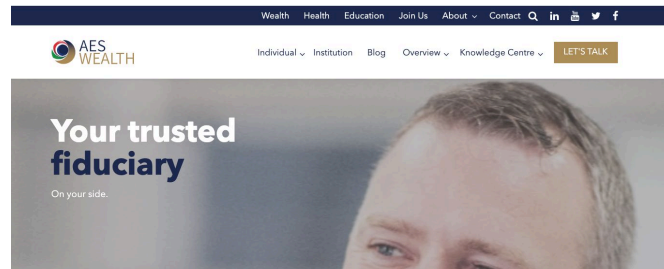 Wealth Health Education Join Us About Contact
AES
WEALTH
Individual Institution Blog Overview Knowledge Centre LET'S TALK
Your trusted
fiduciary
On your side.